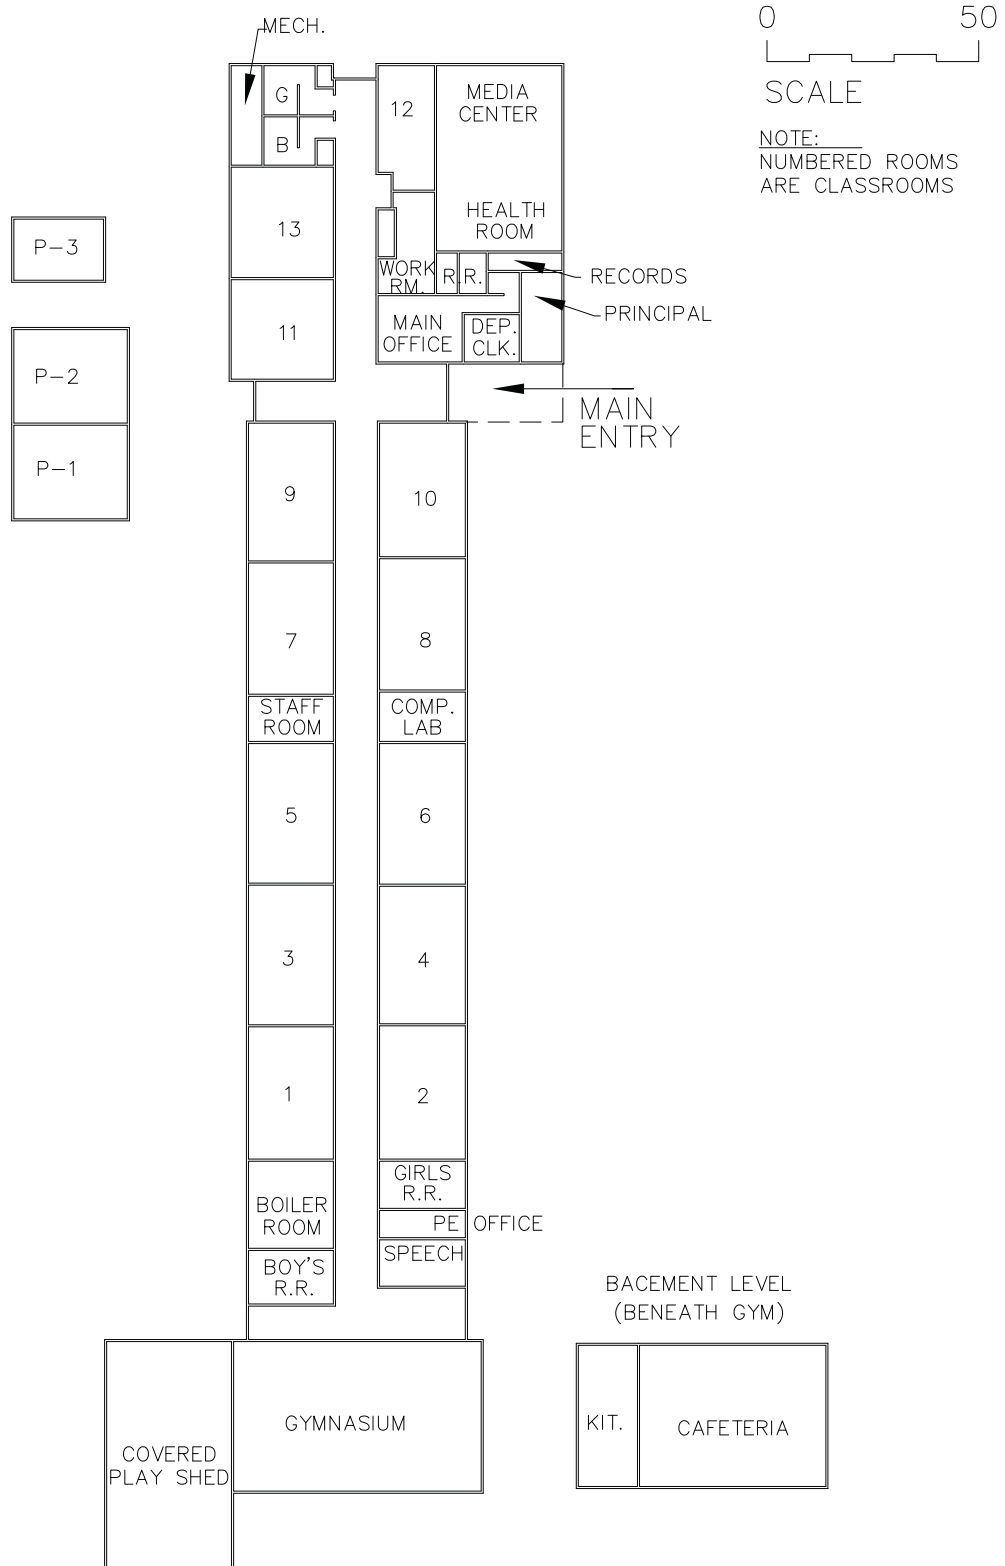 0 50
SCALE
NOTE:
NUMBERED ROOMS
ARE CLASSROOMS
MECH.
G
B
12
MEDIA
CENTER
13
HEALTH
ROOM
P-3
WORK
RM.
R.R.
RECORDS
PRINCIPAL
11
MAIN
OFFICE
DEP.
CLK.
P-2
MAIN
ENTRY
P-1
9
10
7
8
STAFF
ROOM
COMP.
LAB
5
6
3
4
1
2
GIRLS
R.R.
BOILER
ROOM
PE OFFICE
SPEECH
BOY'S
R.R.
BACEMENT LEVEL
(BENEATH GYM)
GYMNASIUM
KIT.
CAFETERIA
COVERED
PLAY SHED